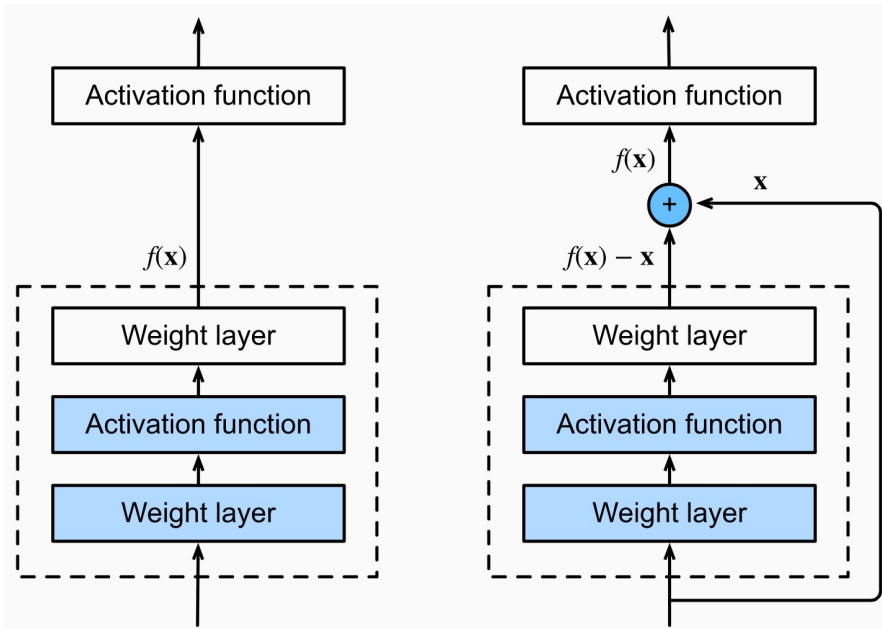 Activation function
f(x)
Weight layer
Activation function
Weight layer
Activation function
f(x)
x
+
f(x) − x
Weight layer
Activation function
Weight layer